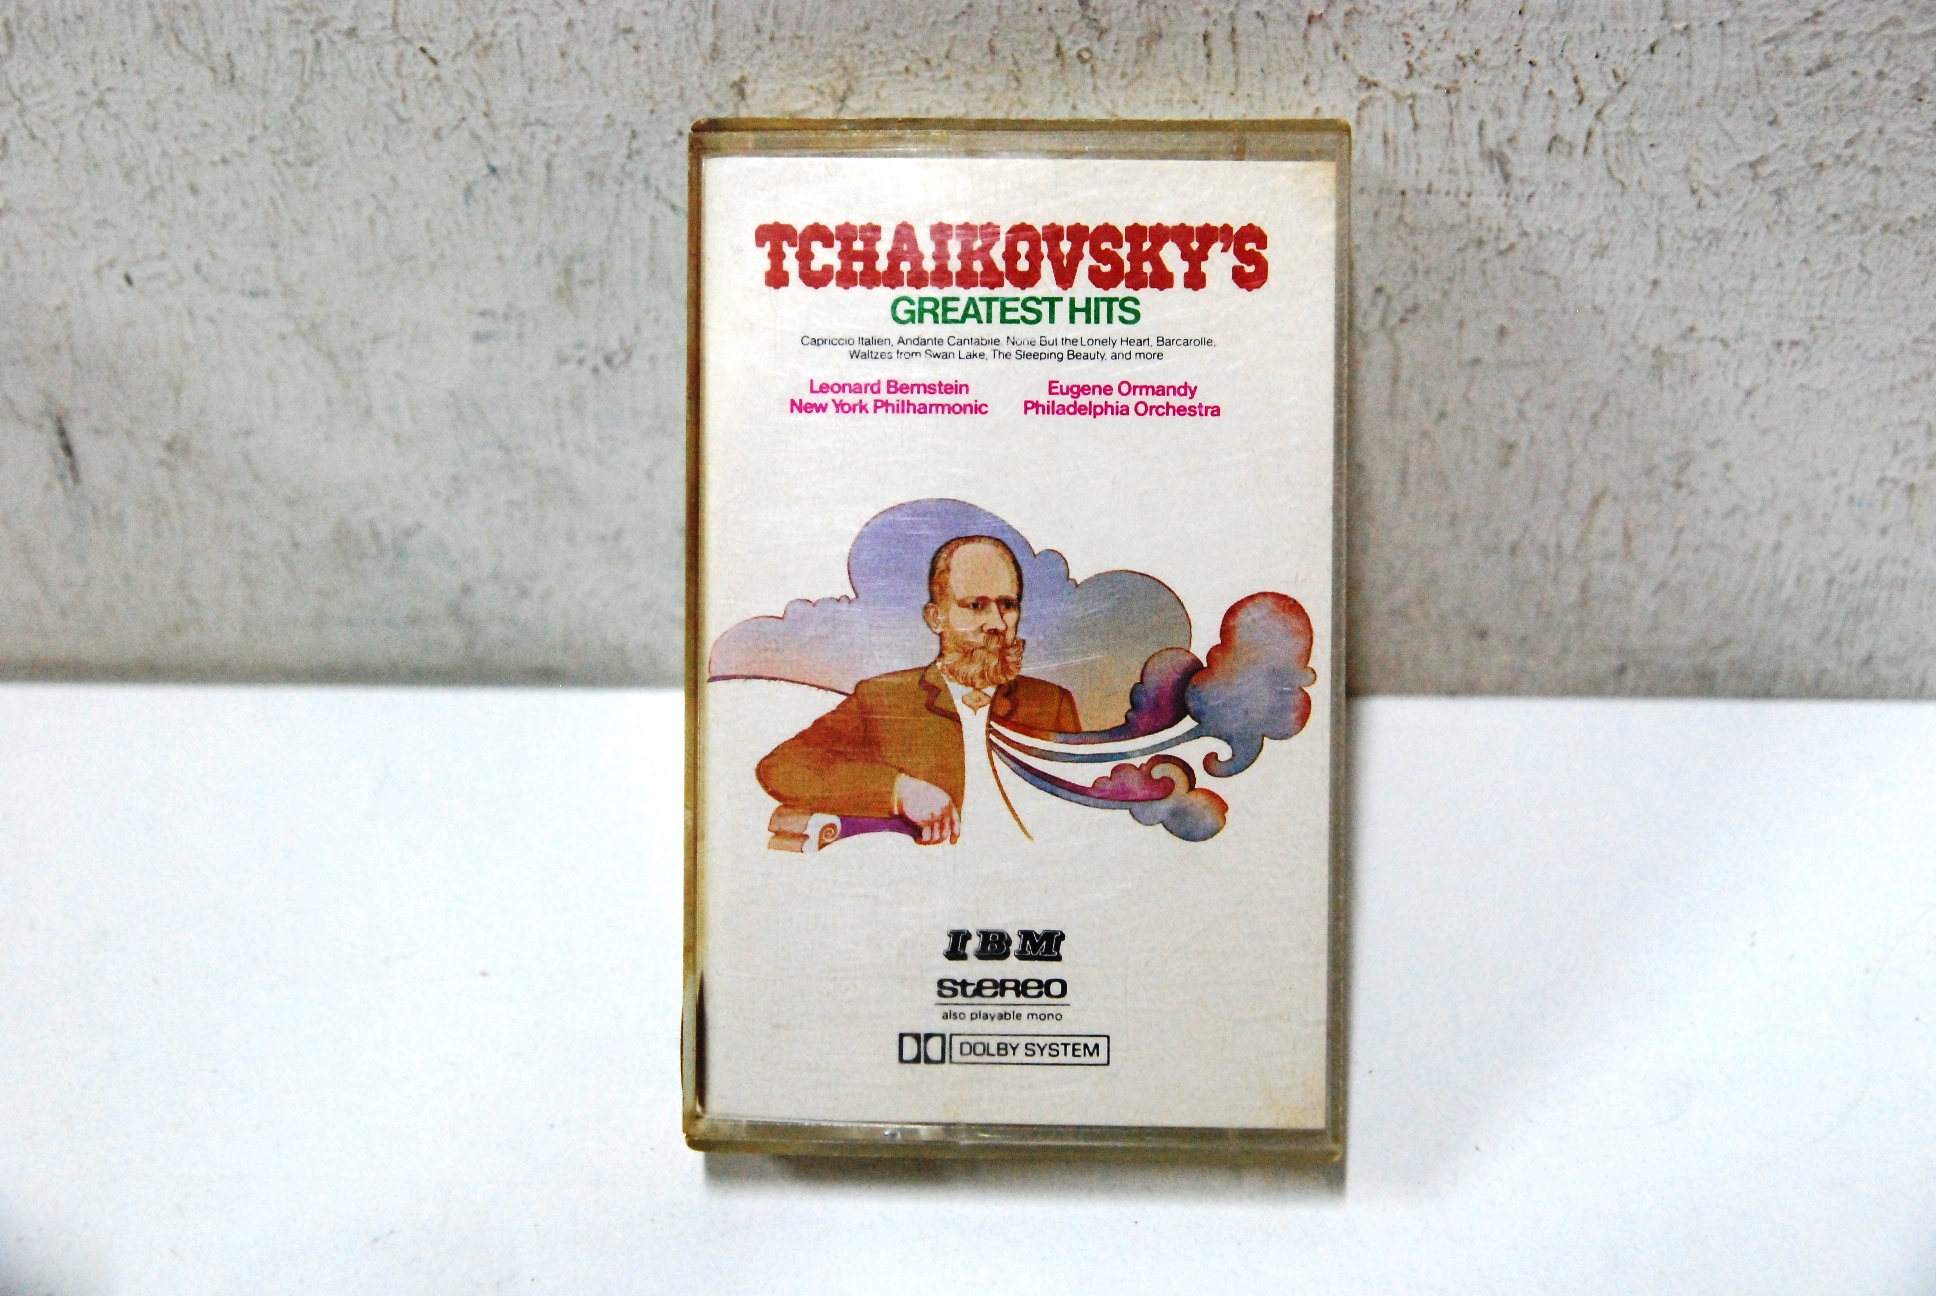 TCHAIKOVSKY'S
GREATEST HITS
Capriccio Italien, Andante Cantabile, None But the Lonely Heart, Barcarolle,
Waltzes from Swan Lake, The Sleeping Beauty, and more
Leonard Bernstein Eugene Ormandy
New York Philharmonic Philadelphia Orchestra
IBM
STEREO
also playable mono
DOLBY SYSTEM